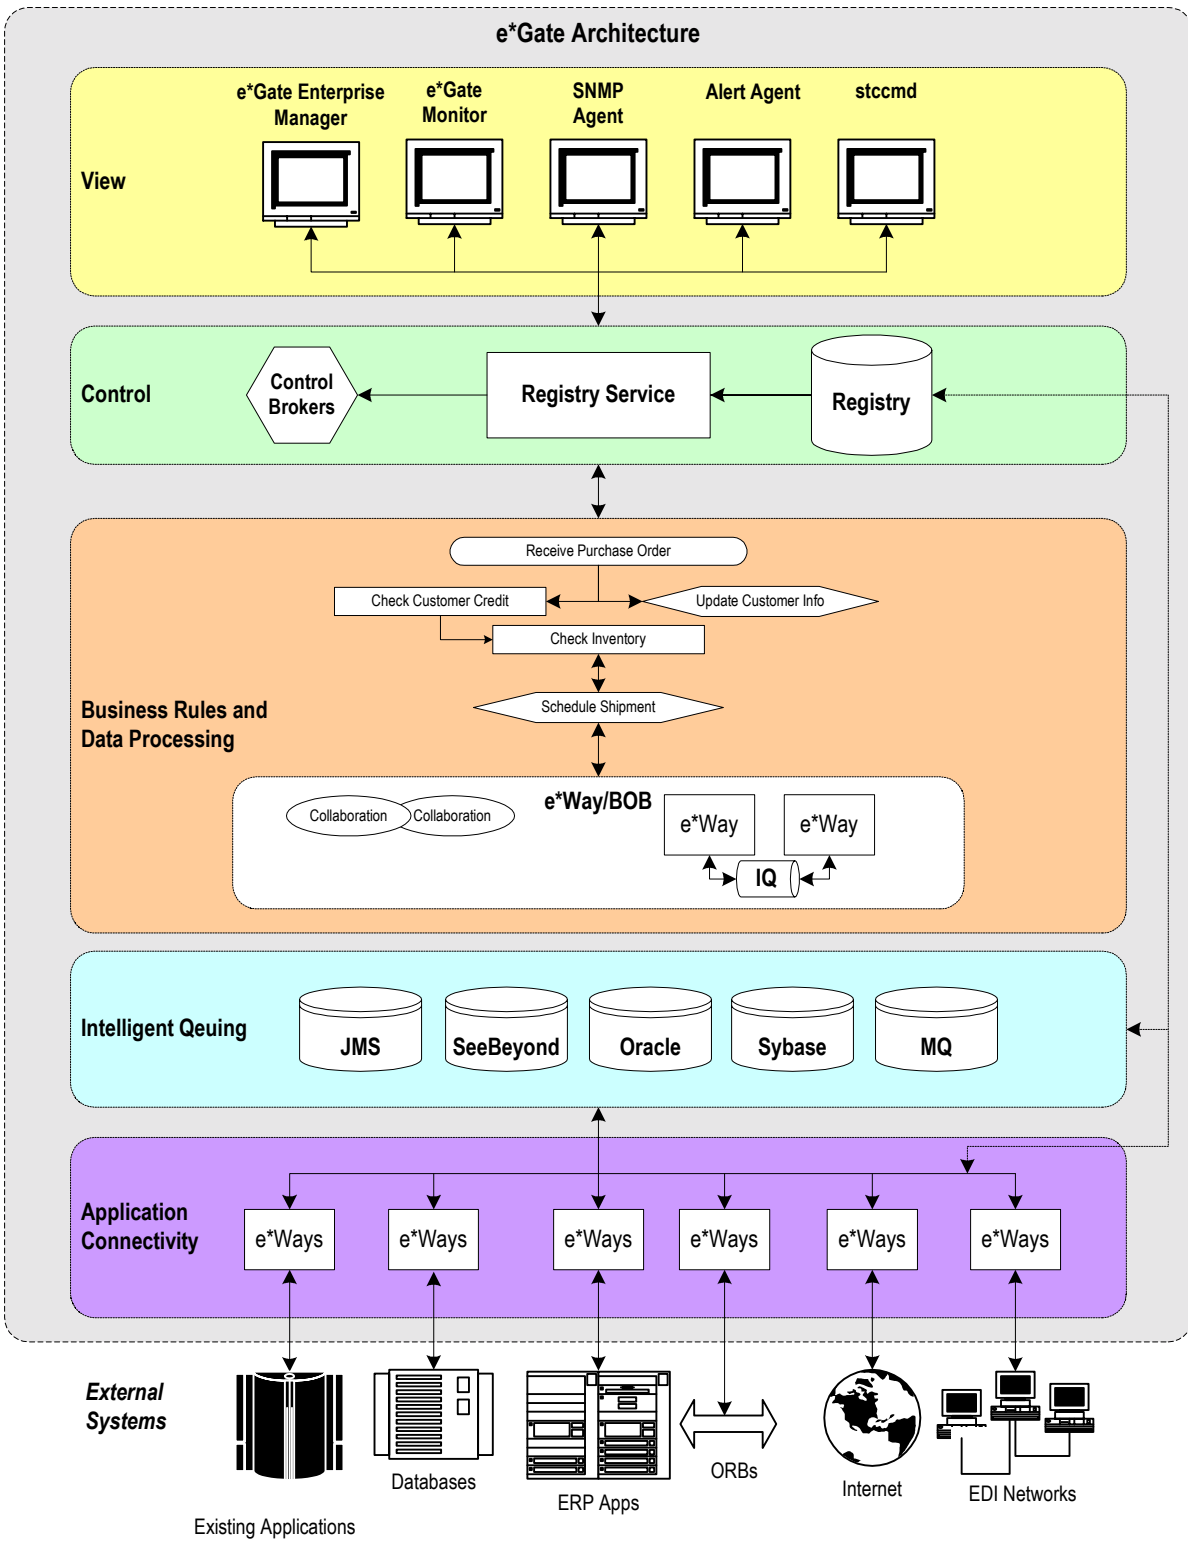 e*Gate Architecture
e*Gate Enterprise
Manager
e*Gate
Monitor
SNMP
Agent
Alert Agent
stccmd
View
Control
Control
Brokers
Registry Service
Registry
Receive Purchase Order
Check Customer Credit
Update Customer Info
Check Inventory
Schedule Shipment
Business Rules and
Data Processing
e*Way/BOB
Collaboration
Collaboration
e*Way
e*Way
IQ
Intelligent Qeuing
JMS
SeeBeyond
Oracle
Sybase
MQ
Application
Connectivity
e*Ways
e*Ways
e*Ways
e*Ways
e*Ways
e*Ways
External
Systems
Existing Applications
Databases
ERP Apps
ORBs
Internet
EDI Networks